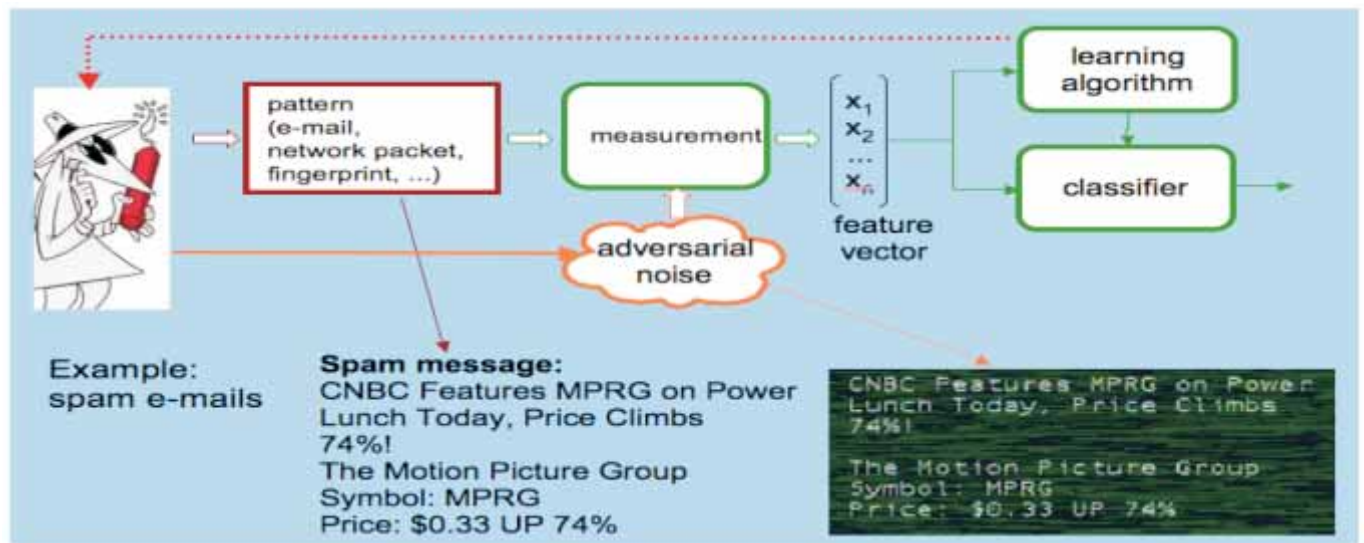 learning
algorithm
pattern
(e-mail,
network packet,
fingerprint, ...)
measurement
x1
x2
...
xn
feature
vector
classifier
adversarial
noise
Example:
spam e-mails
Spam message:
CNBC Features MPRG on Power
Lunch Today, Price Climbs
74%!
The Motion Picture Group
Symbol: MPRG
Price: $0.33 UP 74%
CNBC Features MPRG on Power
Lunch Today, Price Climbs
74%!
The Motion Picture Group
Symbol: MPRG
Price: $0.33 UP 74%